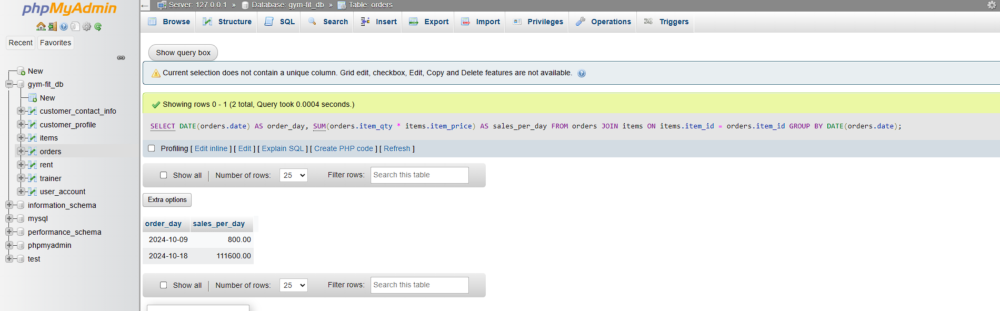 phpMyAdmin
Recent Favorites
New
gym-fit_db
New
customer_contact_info
customer_profile
items
orders
rent
trainer
user_account
information_schema
mysql
performance_schema
phpmyadmin
test
Server: 127.0.0.1 » Database: gym-fit_db » Table: orders
Browse Structure SQL Search Insert Export Import Privileges Operations Triggers
Show query box
Current selection does not contain a unique column. Grid edit, checkbox, Edit, Copy and Delete features are not available.
Showing rows 0 - 1 (2 total, Query took 0.0004 seconds.)
SELECT DATE(orders.date) AS order_day, SUM(orders.item_qty * items.item_price) AS sales_per_day FROM orders JOIN items ON items.item_id = orders.item_id GROUP BY DATE(orders.date);
Profiling [ Edit inline ] [ Edit ] [ Explain SQL ] [ Create PHP code ] [ Refresh ]
Show all | Number of rows: 25 Filter rows: Search this table
Extra options
order_day sales_per_day
2024-10-09 800.00
2024-10-18 111600.00
Show all | Number of rows: 25 Filter rows: Search this table